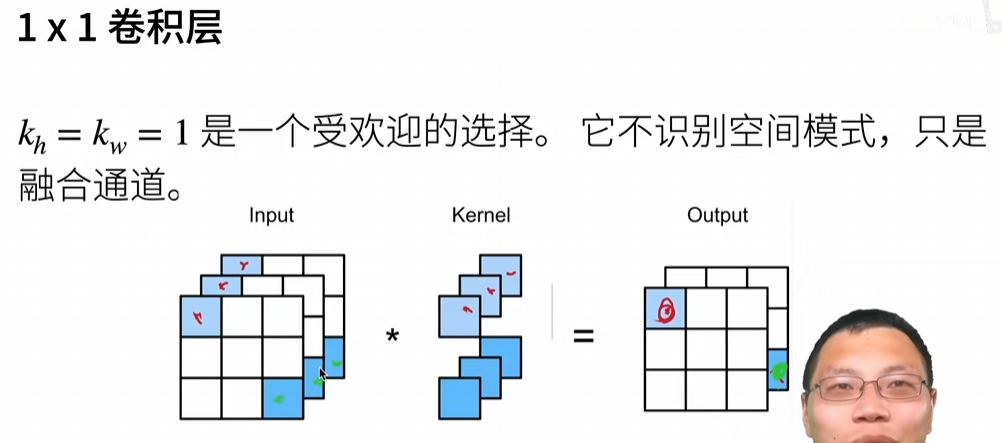 1 x 1 卷积层
k_h = k_w = 1 是一个受欢迎的选择。 它不识别空间模式，只是
融合通道。
Input Kernel Output
* =